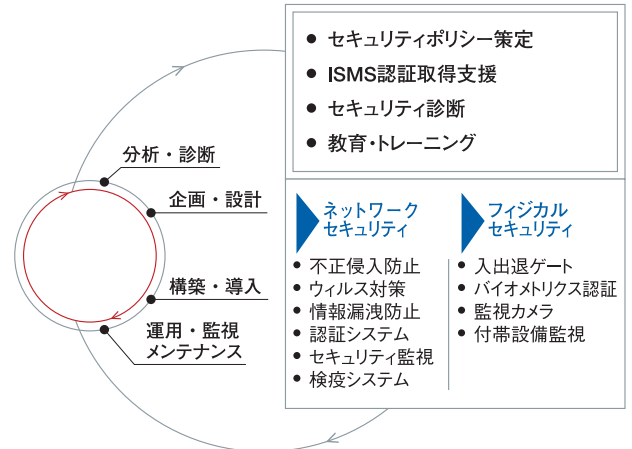 ● セキュリティポリシー策定
● ISMS認証取得支援
● セキュリティ診断
● 教育・トレーニング
分析・診断
企画・設計
構築・導入
運用・監視
メンテナンス
ネットワーク
セキュリティ
● 不正侵入防止
● ウィルス対策
● 情報漏洩防止
● 認証システム
● セキュリティ監視
● 検疫システム
フィジカル
セキュリティ
● 入出退ゲート
● バイオメトリクス認証
● 監視カメラ
● 付帯設備監視